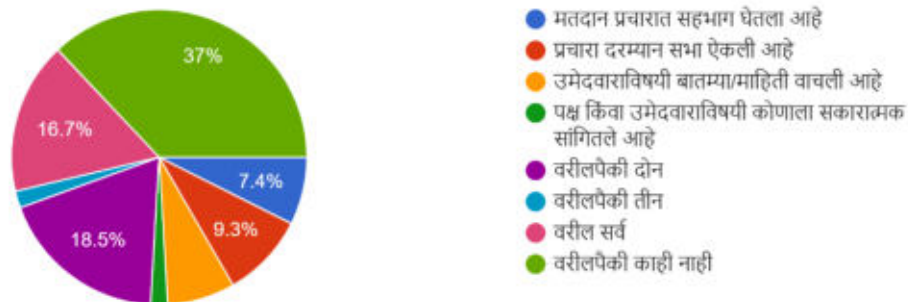 37%
16.7%
18.5%
7.4%
9.3%
मतदान प्रचारात सहभाग घेतला आहे
प्रचारा दरम्यान सभा ऐकली आहे
उमेदवाराविषयी बातम्या/माहिती वाचली आहे
पक्ष किंवा उमेदवाराविषयी कोणाला सकारात्मक
सांगितले आहे
वरीलपैकी दोन
वरीलपैकी तीन
वरील सर्व
वरीलपैकी काही नाही